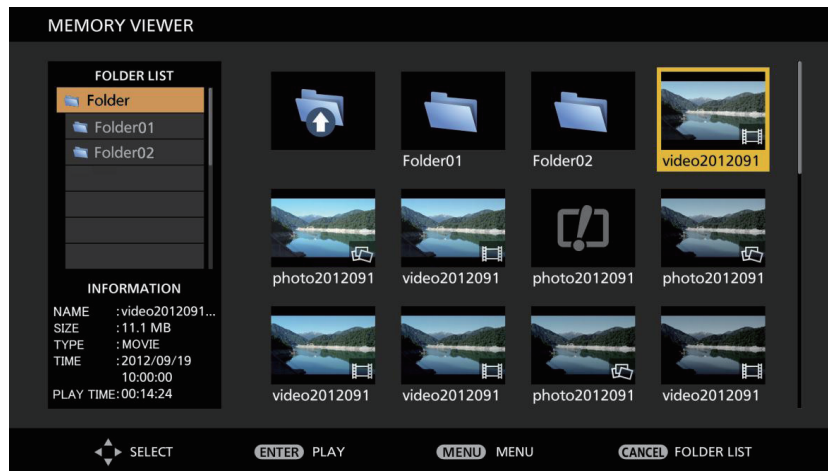 MEMORY VIEWER
FOLDER LIST
Folder
Folder01
Folder02
INFORMATION
NAME :video2012091...
SIZE :11.1 MB
TYPE :MOVIE
TIME :2012/09/19
10:00:00
PLAY TIME:00:14:24
Folder01
Folder02
video2012091
photo2012091
video2012091
photo2012091
photo2012091
video2012091
video2012091
photo2012091
video2012091
SELECT
ENTER PLAY
MENU MENU
CANCEL FOLDER LIST